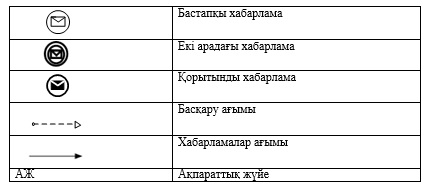 Бастапқы хабарлама
Екі арадағы хабарлама
Қорытынды хабарлама
Басқару ағымы
Хабарламалар ағымы
АЖ Ақпараттық жүйе